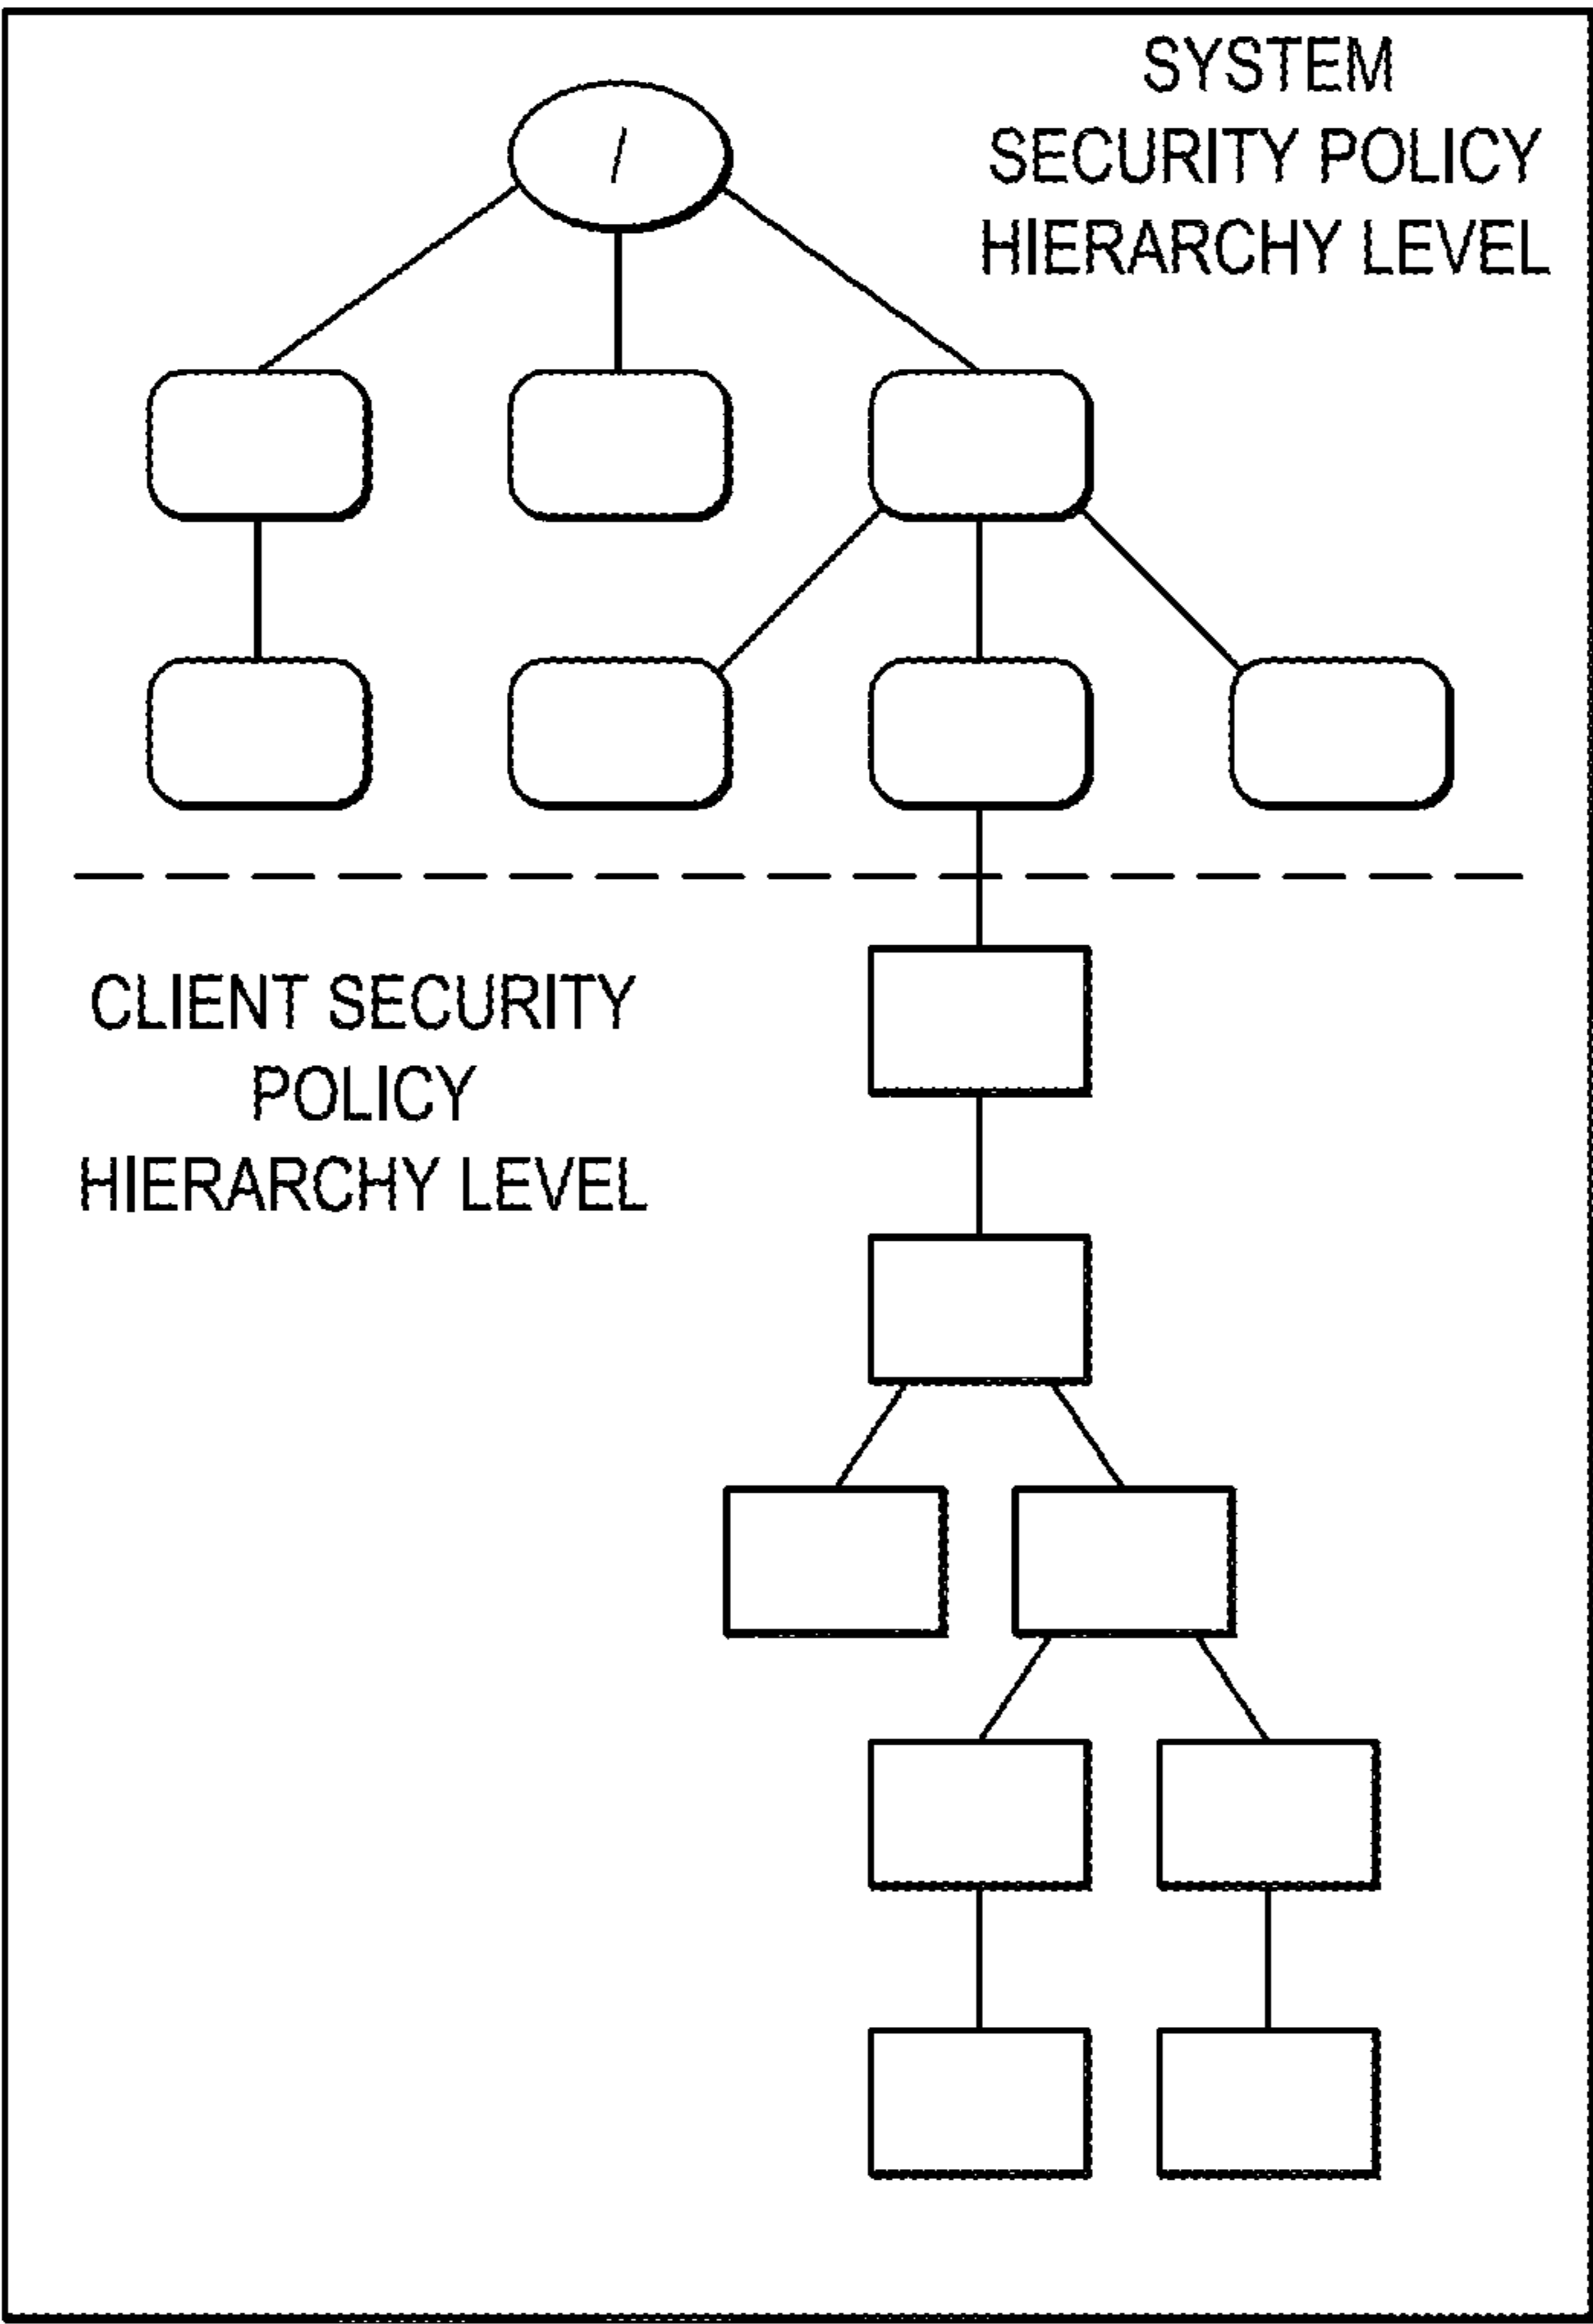 SYSTEM
SECURITY POLICY
HIERARCHY LEVEL
/
CLIENT SECURITY
POLICY
HIERARCHY LEVEL